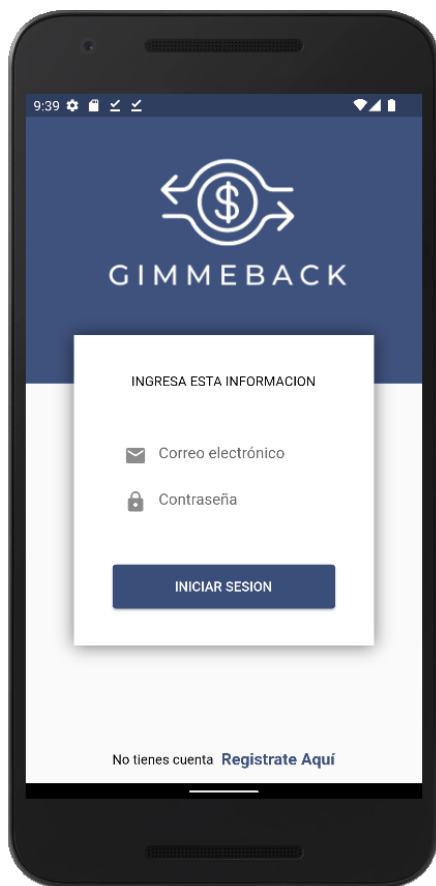 9:39
$
GIMMEBACK
INGRESA ESTA INFORMACION
Correo electrónico
Contraseña
INICIAR SESION
No tienes cuenta Registrate Aquí